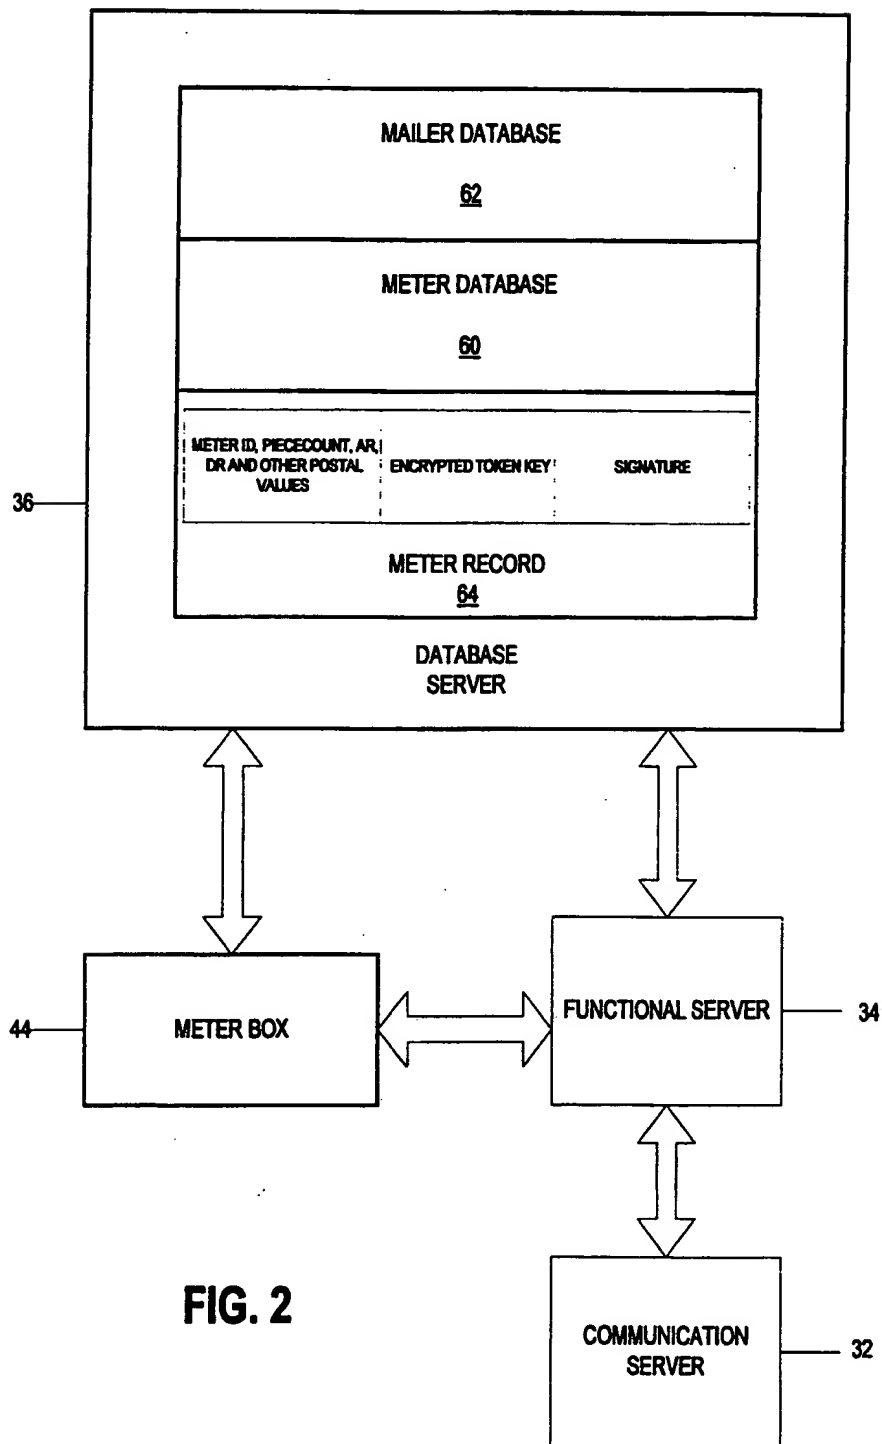 MAILER DATABASE
62
METER DATABASE
60
METER ID, PIECECOUNT, AR,
DR AND OTHER POSTAL
VALUES
ENCRYPTED TOKEN KEY
SIGNATURE
METER RECORD
64
36
DATABASE
SERVER
44
METER BOX
FUNCTIONAL SERVER
34
COMMUNICATION
SERVER
32
FIG. 2